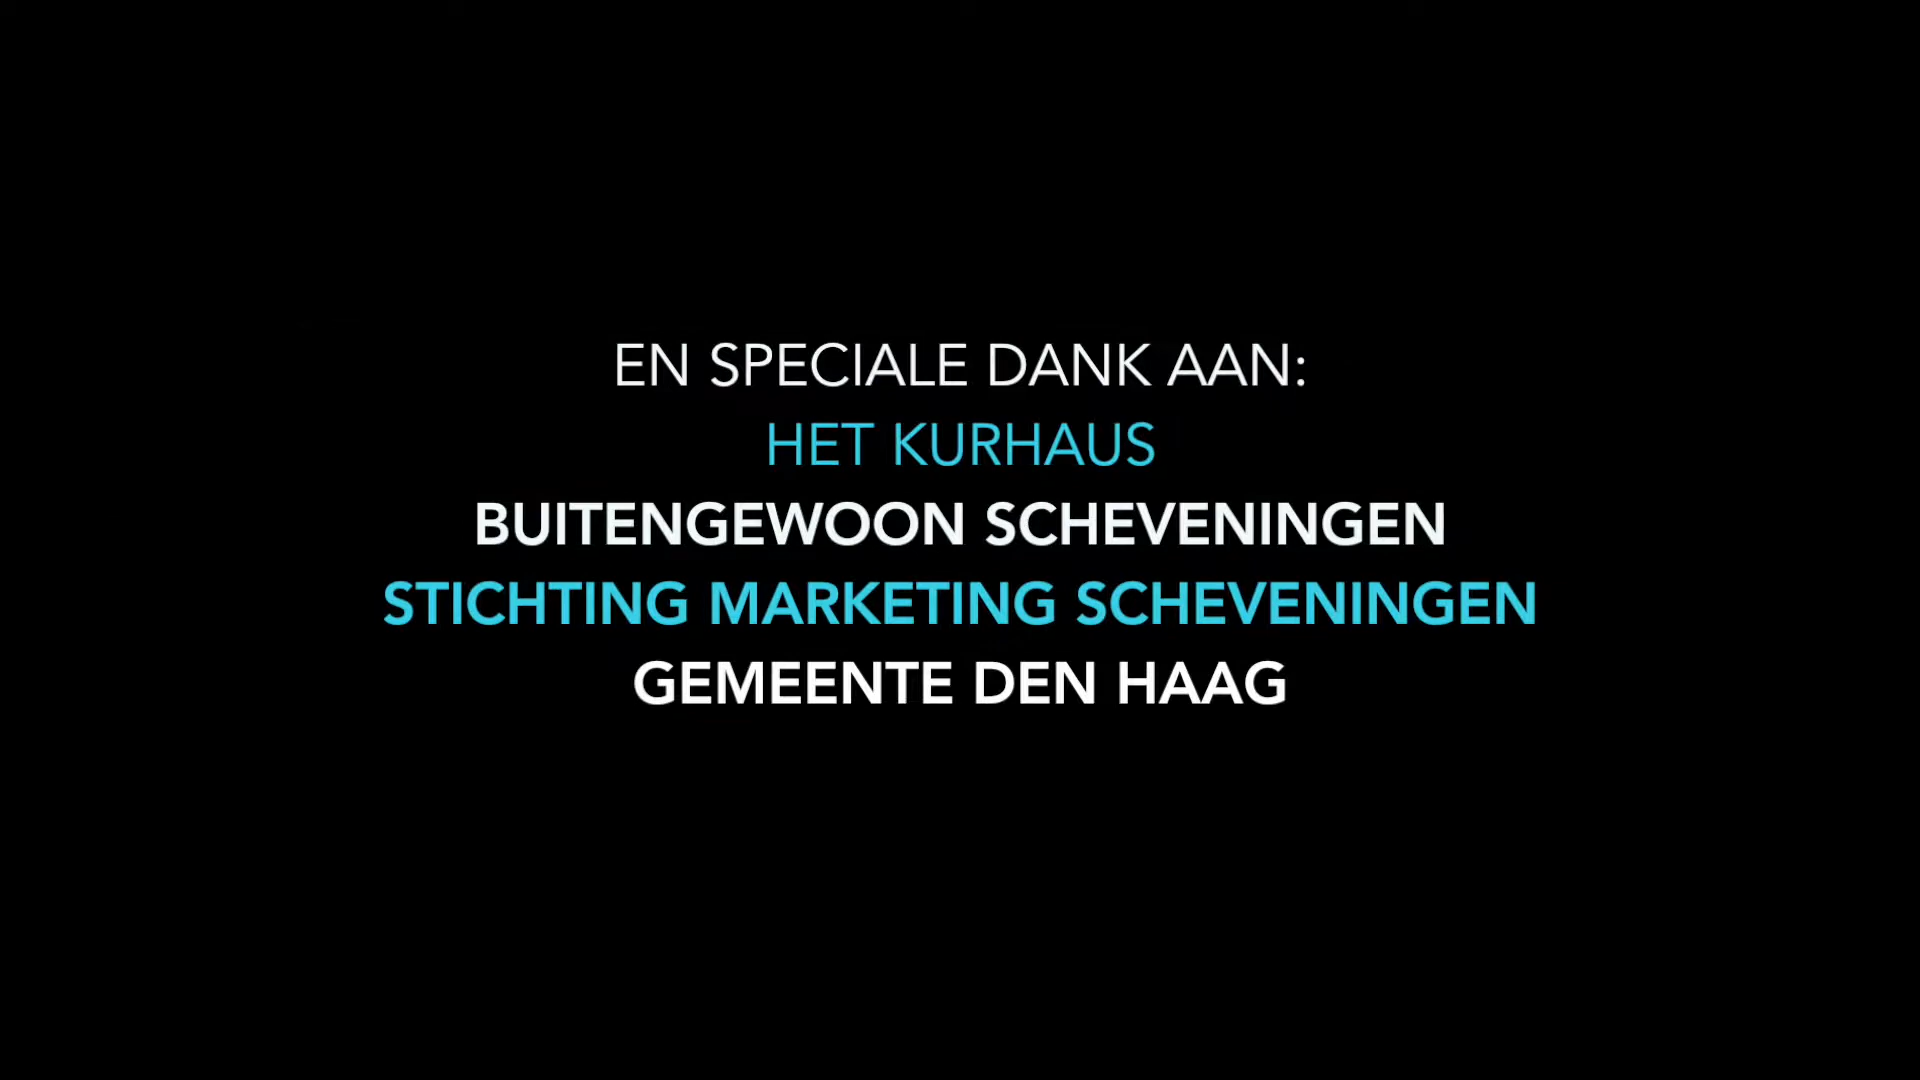 EN SPECIALE DANK AAN:
HET KURHAUS
BUITENGEWOON SCHEVENINGEN
STICHTING MARKETING SCHEVENINGEN
GEMEENTE DEN HAAG